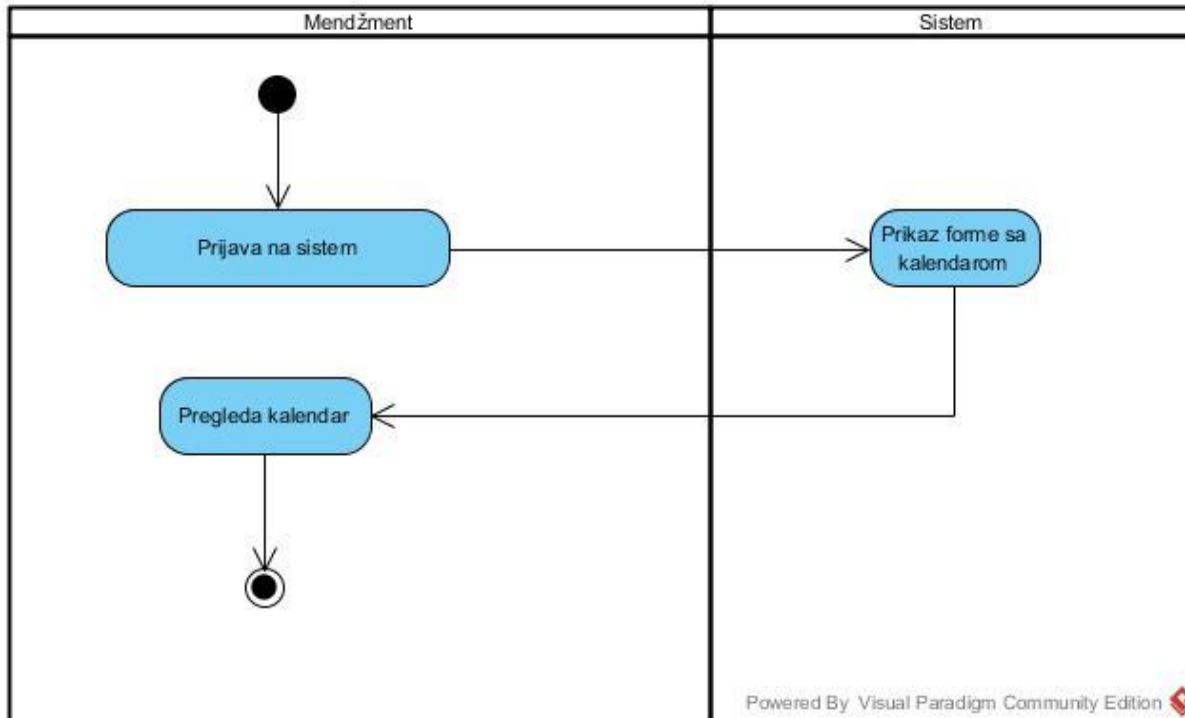 Mendžment
Sistem
Prijava na sistem
Prikaz forme sa
kalendarom
Pregleda kalendar
Powered By Visual Paradigm Community Edition